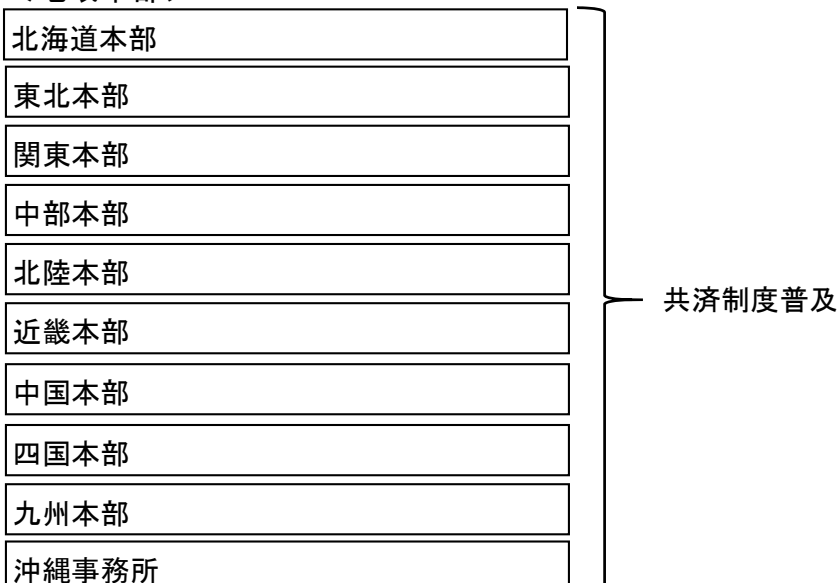 北海道本部
東北本部
関東本部
中部本部
北陸本部
近畿本部
中国本部
四国本部
九州本部
沖縄事務所
共済制度普及